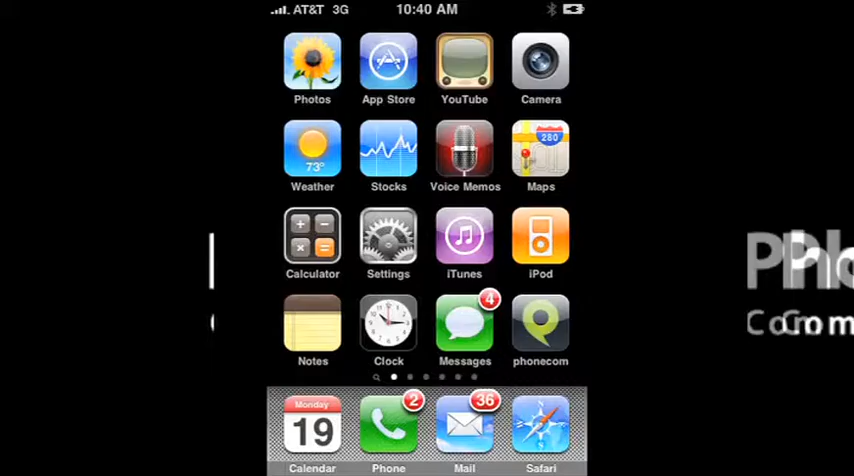 AT&T 3G 10:40 AM
Photos App Store YouTube Camera
73°
280
Weather Stocks Voice Memos Maps
Calculator Settings iTunes iPod
4
Notes Clock Messages phonecom
2 36
Monday
19
Calendar Phone Mail Safari